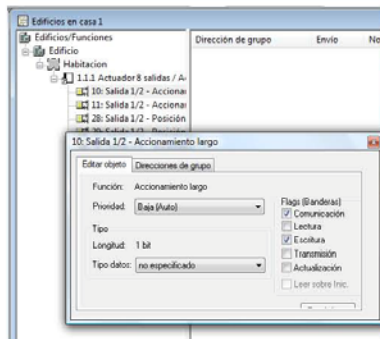 Edificios en casa 1
Edificios/Funciones
Dirección de grupo
Envío
No
Edificio
Habitacion
1.1.1 Actuador 8 salidas / A
10: Salida 1/2 - Accionar
11: Salida 1/2 - Accionar
28: Salida 1/2 - Posición
10: Salida 1/2 - Accionamiento largo
Editar objeto
Direcciones de grupo
Función:
Accionamiento largo
Prioridad:
Baja (Auto)
Tipo
Longitud:
1 bit
Tipo datos:
no especificado
Flags (Banderas)
Comunicación
Lectura
Escritura
Transmisión
Actualización
Leer sobre Inic.